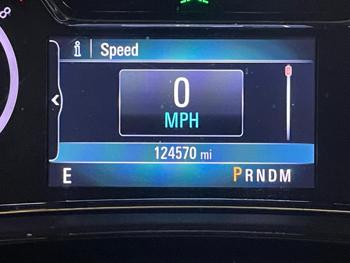 i Speed
0
MPH
124570 mi
E PRNDM